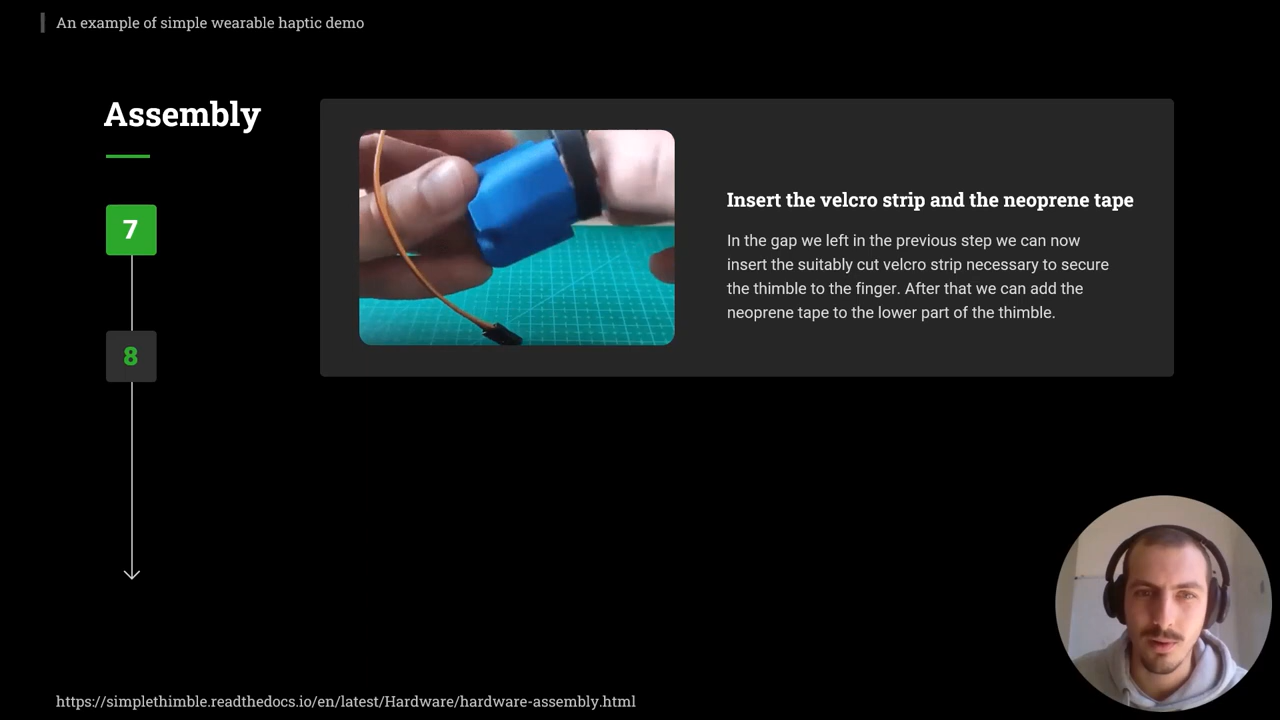 An example of simple wearable haptic demo
Assembly
7
8
Insert the velcro strip and the neoprene tape
In the gap we left in the previous step we can now
insert the suitably cut velcro strip necessary to secure
the thimble to the finger. After that we can add the
neoprene tape to the lower part of the thimble.
https://simplethimble.readthedocs.io/en/latest/Hardware/hardware-assembly.html